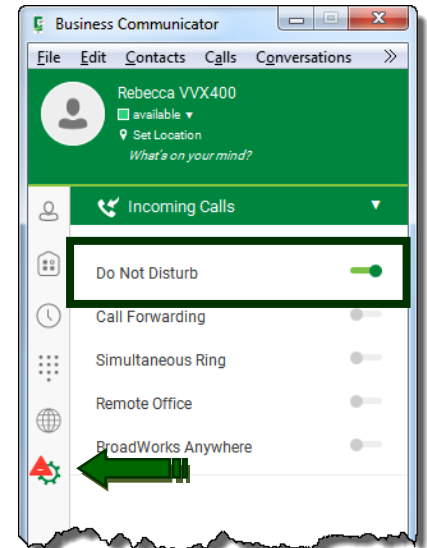 Business Communicator
File Edit Contacts Calls Conversations »
Rebecca VVX400
available ▾
Set Location
What's on your mind?
Incoming Calls ▼
Do Not Disturb
Call Forwarding
Simultaneous Ring
Remote Office
BroadWorks Anywhere